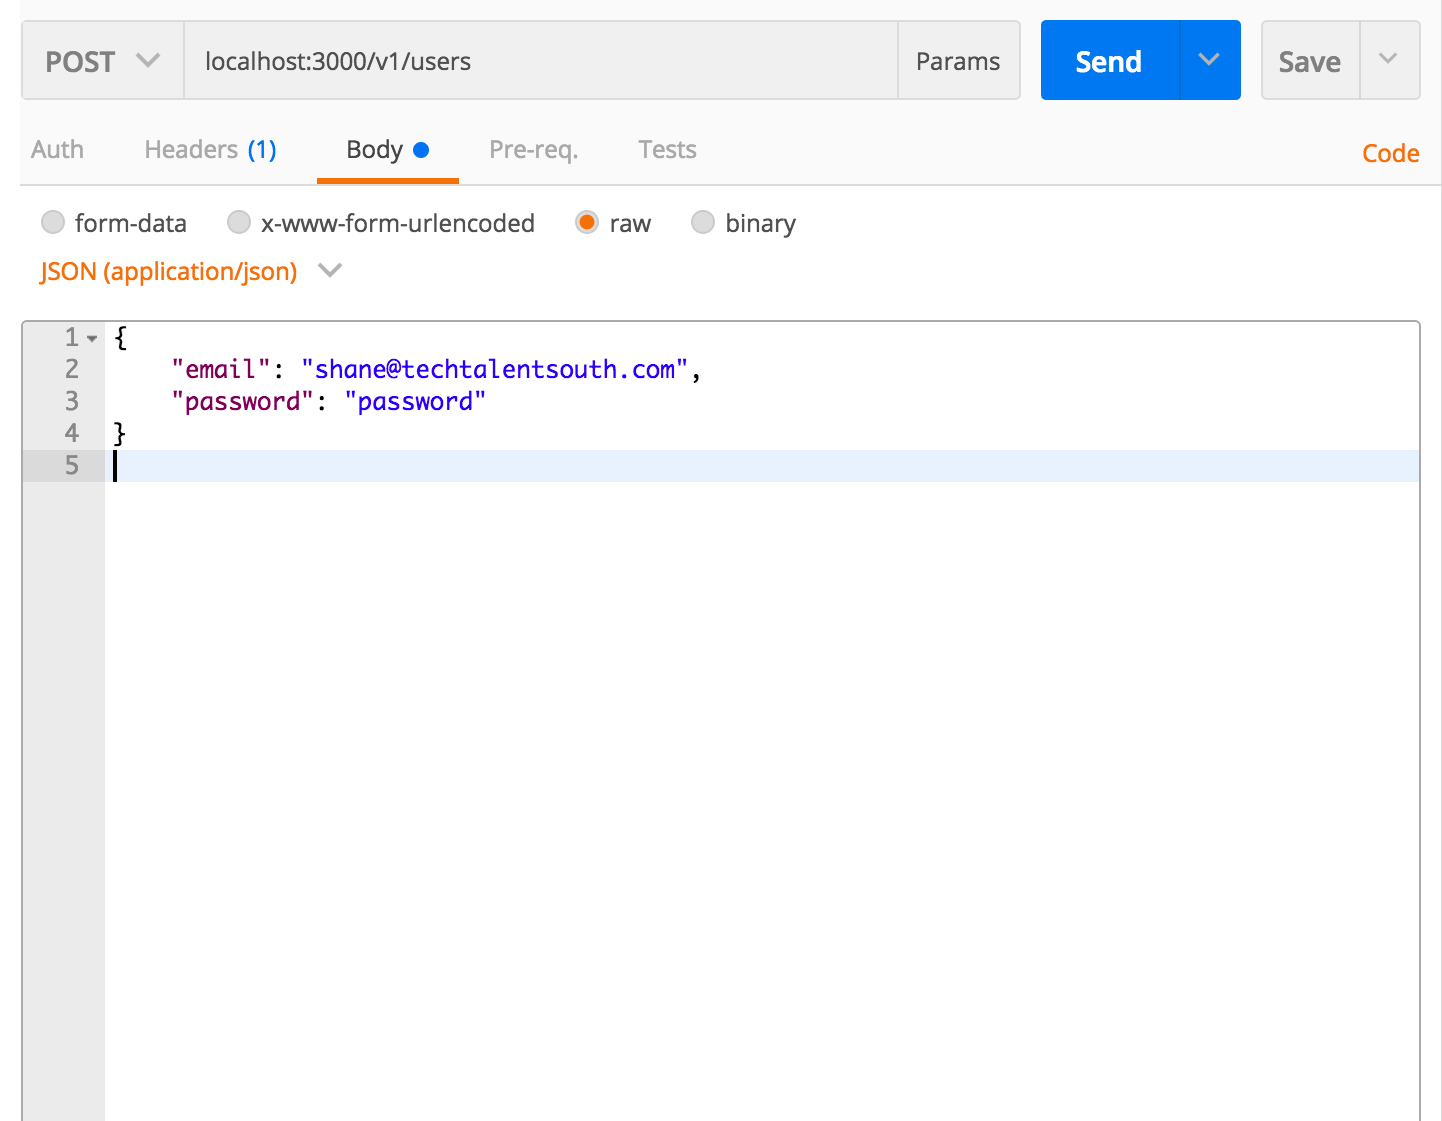 POST localhost:3000/v1/users Params Send Save
Auth Headers (1) Body Pre-req. Tests Code
form-data x-www-form-urlencoded raw binary
JSON (application/json)
1 {
2 "email": "shane@techtalentsouth.com",
3 "password": "password"
4 }
5